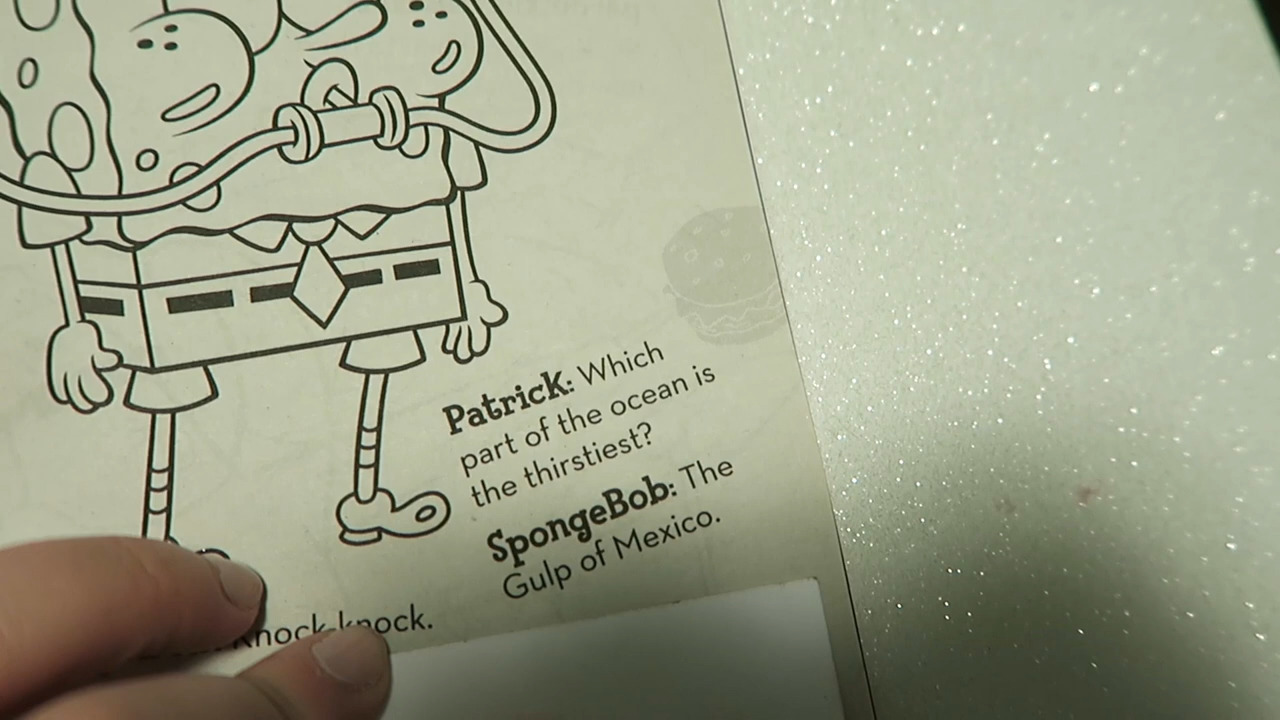 Patrick: Which
part of the ocean is
the thirstiest?
SpongeBob: The
Gulp of Mexico.
Knock-knock.